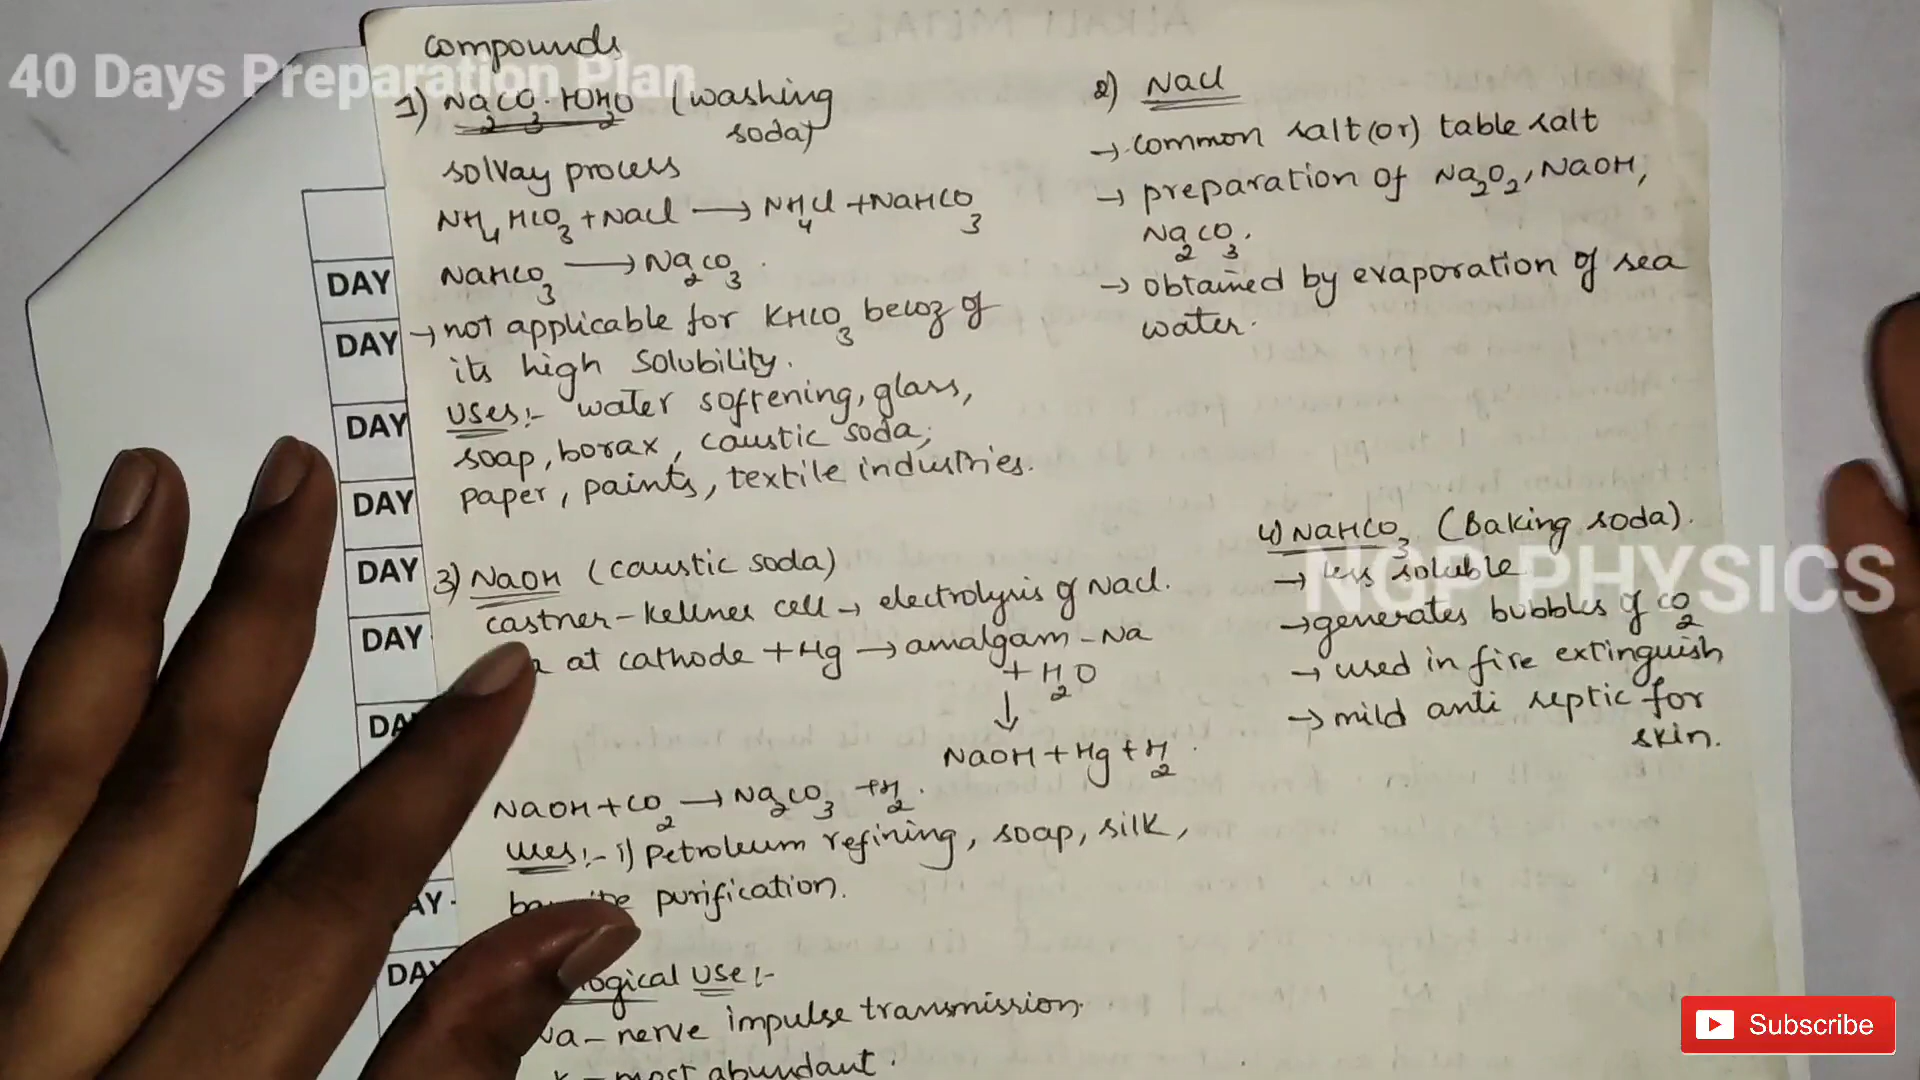 40 Days Preparation Plan
compounds
1) Na2CO3.10H2O (washing
soda)
solvay process
NH4HCO3 + NaCl → NH4Cl + NaHCO3
NaHCO3 → Na2CO3.
→ not applicable for KHCO3 becoz of
its high solubility.
Uses:- water softening, glass,
soap, borax, caustic soda,
paper, paints, textile industries.
2) NaCl
→ common salt (or) table salt
→ preparation of Na2O2, NaOH,
Na2CO3.
→ obtained by evaporation of sea
water.
3) NaOH (caustic soda)
castner-kellner cell → electrolysis of NaCl.
at cathode + Hg → amalgam-Na
+ H2O
↓
NaOH + Hg + H2.
NaOH + CO2 → Na2CO3 + H2.
Uses:- i) Petroleum refining, soap, silk,
purification.
4) NaHCO3 (Baking soda).
→ less soluble
→ generates bubbles of CO2
→ used in fire extinguish
→ mild anti septic for
skin.
NGP PHYSICS
Use:-
Na - nerve impulse transmission.
K - most abundant.
DAY
DAY
DAY
DAY
DAY
DAY
Subscribe